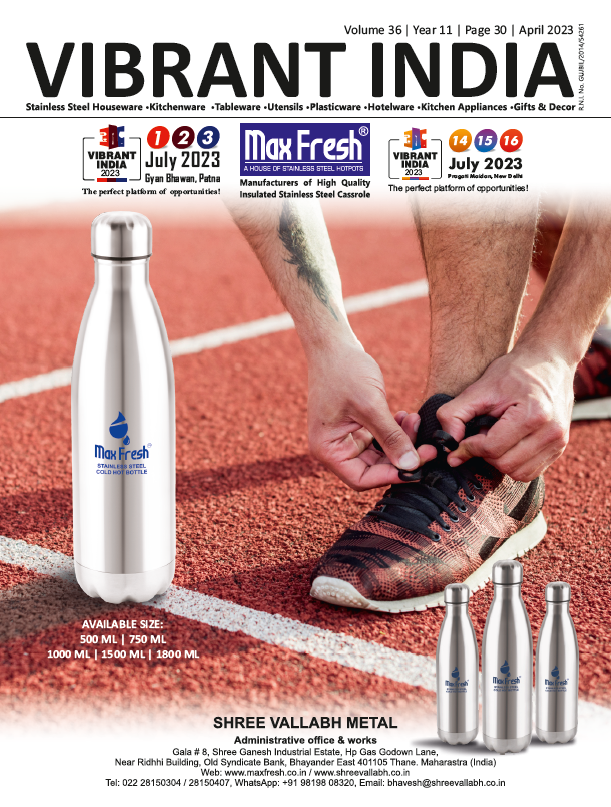 Volume 36 | Year 11 | Page 30 | April 2023
VIBRANT INDIA
R.N.I. No. GUJBIL/2014/54261
Stainless Steel Houseware •Kitchenware •Tableware •Utensils •Plasticware •Hotelware •Kitchen Appliances •Gifts & Decor
VIBRANT
INDIA
2023
1 2 3
July 2023
Gyan Bhawan, Patna
The perfect platform of opportunities!
Max Fresh®
A HOUSE OF STAINLESS STEEL HOTPOTS
Manufacturers of High Quality
Insulated Stainless Steel Cassrole
VIBRANT
INDIA
2023
14 15 16
July 2023
Pragati Maidan, New Delhi
The perfect platform of opportunities!
Max Fresh
STAINLESS STEEL
COLD HOT BOTTLE
AVAILABLE SIZE:
500 ML | 750 ML
1000 ML | 1500 ML | 1800 ML
Max Fresh
Max Fresh
Max Fresh
SHREE VALLABH METAL
Administrative office & works
Gala # 8, Shree Ganesh Industrial Estate, Hp Gas Godown Lane,
Near Ridhhi Building, Old Syndicate Bank, Bhayander East 401105 Thane. Maharastra (India)
Web: www.maxfresh.co.in / www.shreevallabh.co.in
Tel: 022 28150304 / 28150407, WhatsApp: +91 98198 08320, Email: bhavesh@shreevallabh.co.in